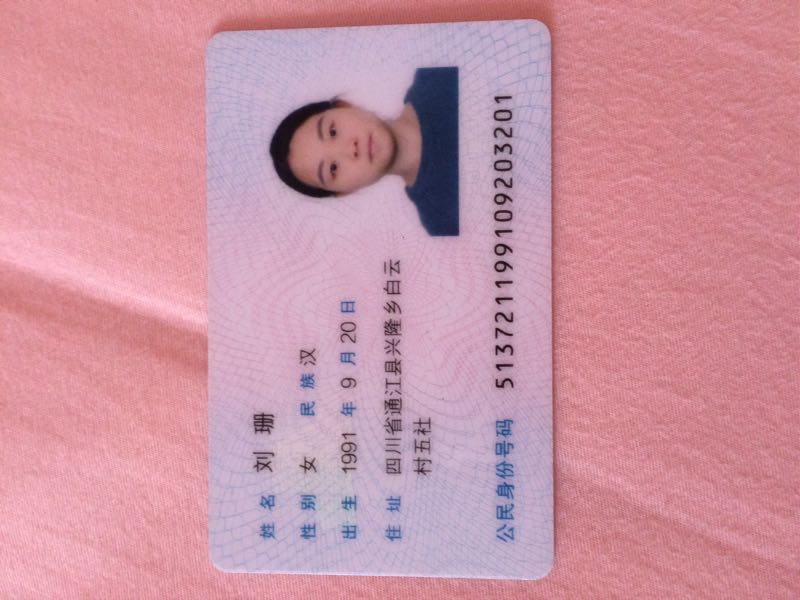 姓名 刘珊
性别 女 民族 汉
出生 1991 年 9 月 20 日
住址 四川省通江县兴隆乡白云
村五社
公民身份号码 513721199109203201